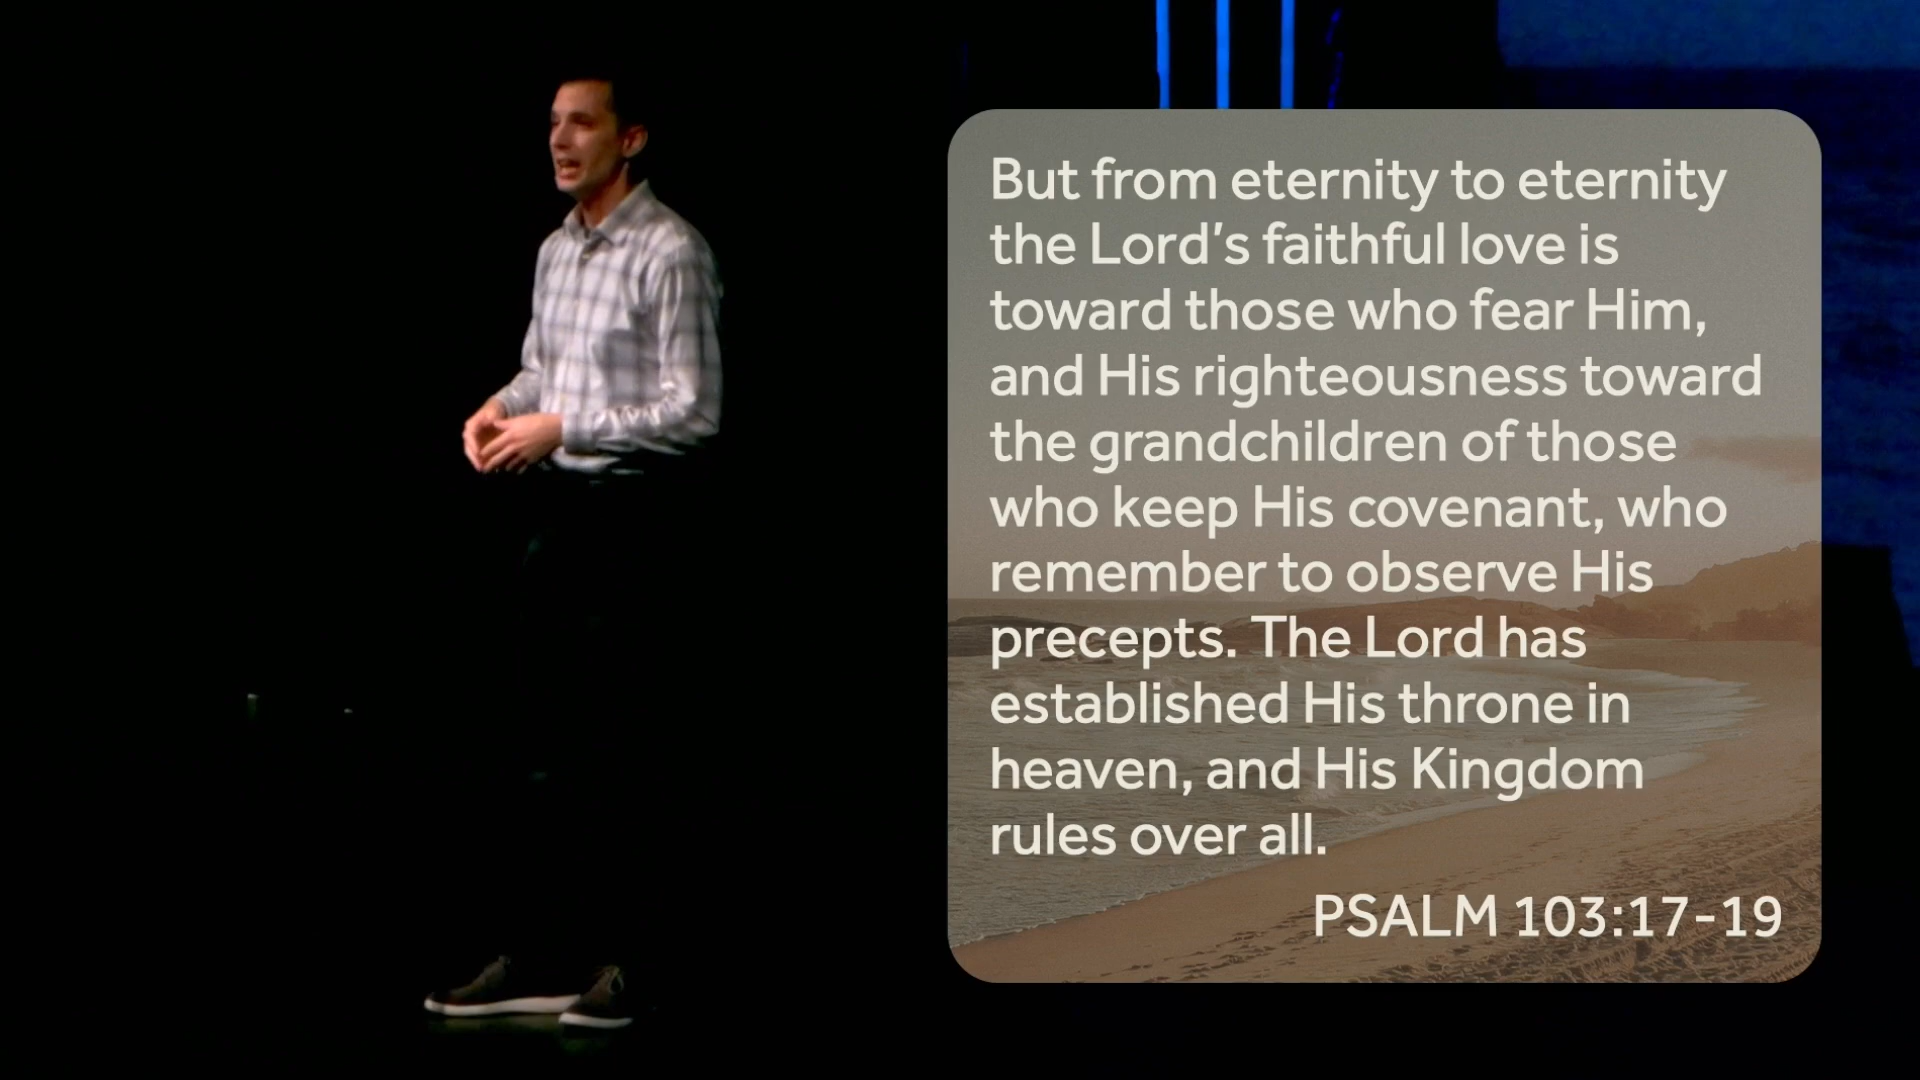 But from eternity to eternity
the Lord’s faithful love is
toward those who fear Him,
and His righteousness toward
the grandchildren of those
who keep His covenant, who
remember to observe His
precepts. The Lord has
established His throne in
heaven, and His Kingdom
rules over all.
PSALM 103:17-19